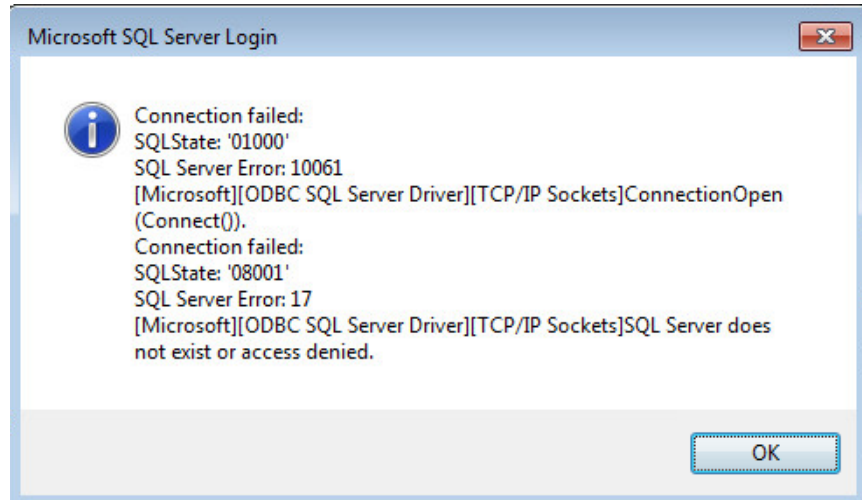 Microsoft SQL Server Login
Connection failed:
SQLState: '01000'
SQL Server Error: 10061
[Microsoft][ODBC SQL Server Driver][TCP/IP Sockets]ConnectionOpen
(Connect()).
Connection failed:
SQLState: '08001'
SQL Server Error: 17
[Microsoft][ODBC SQL Server Driver][TCP/IP Sockets]SQL Server does
not exist or access denied.
OK